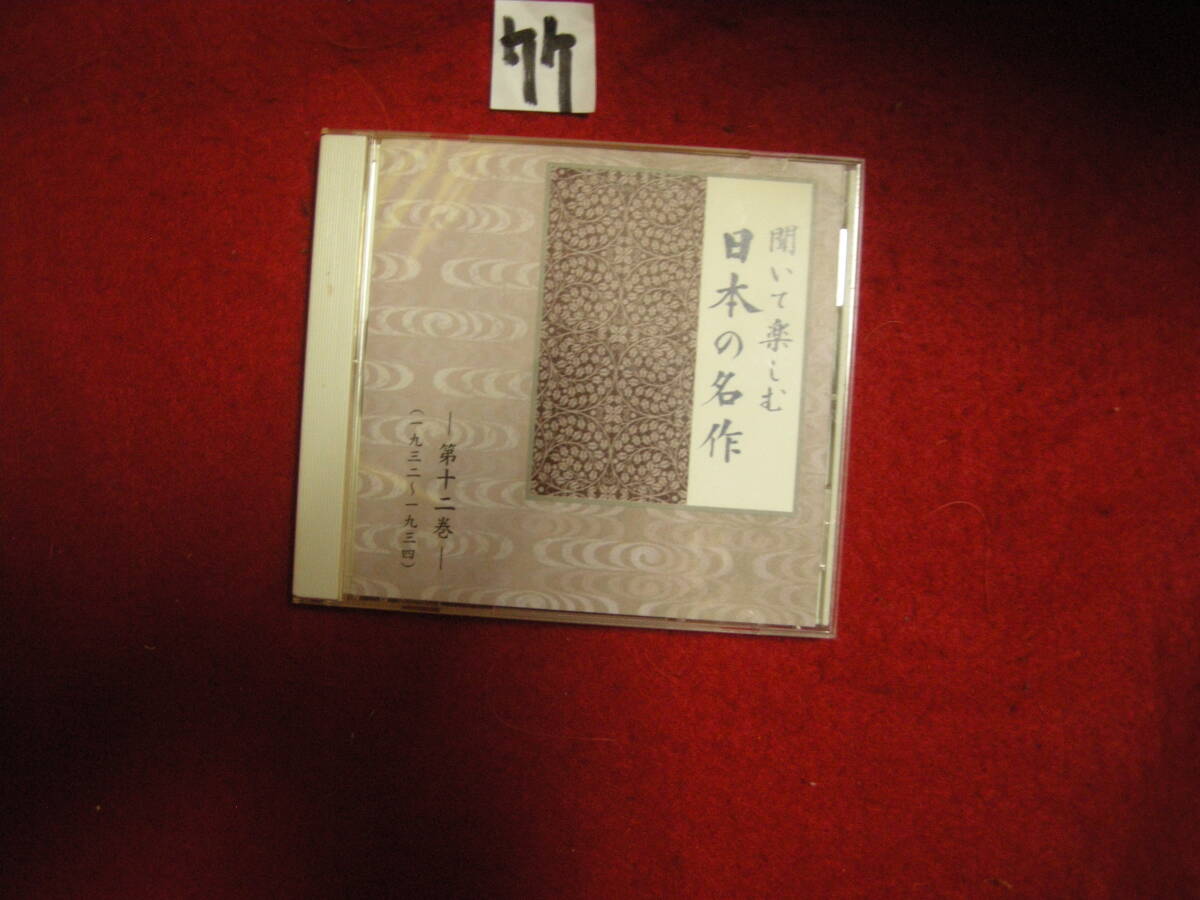 竹
聞いて楽しむ
日本の名作
―第十二巻―
（一九三二～一九三四）